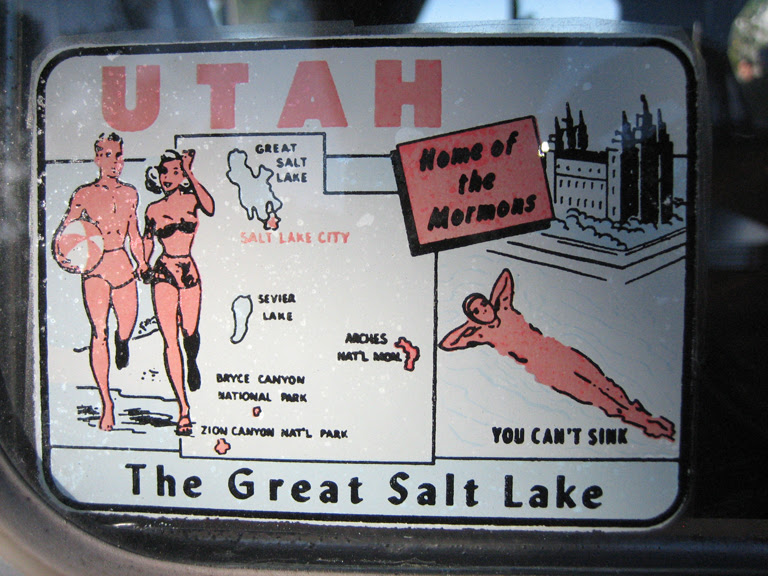 UTAH
Home of
the
Mormons
GREAT
SALT
LAKE
SALT LAKE CITY
SEVIER
LAKE
ARCHES
NAT'L MON.
BRYCE CANYON
NATIONAL PARK
ZION CANYON NAT'L PARK
YOU CAN'T SINK
The Great Salt Lake